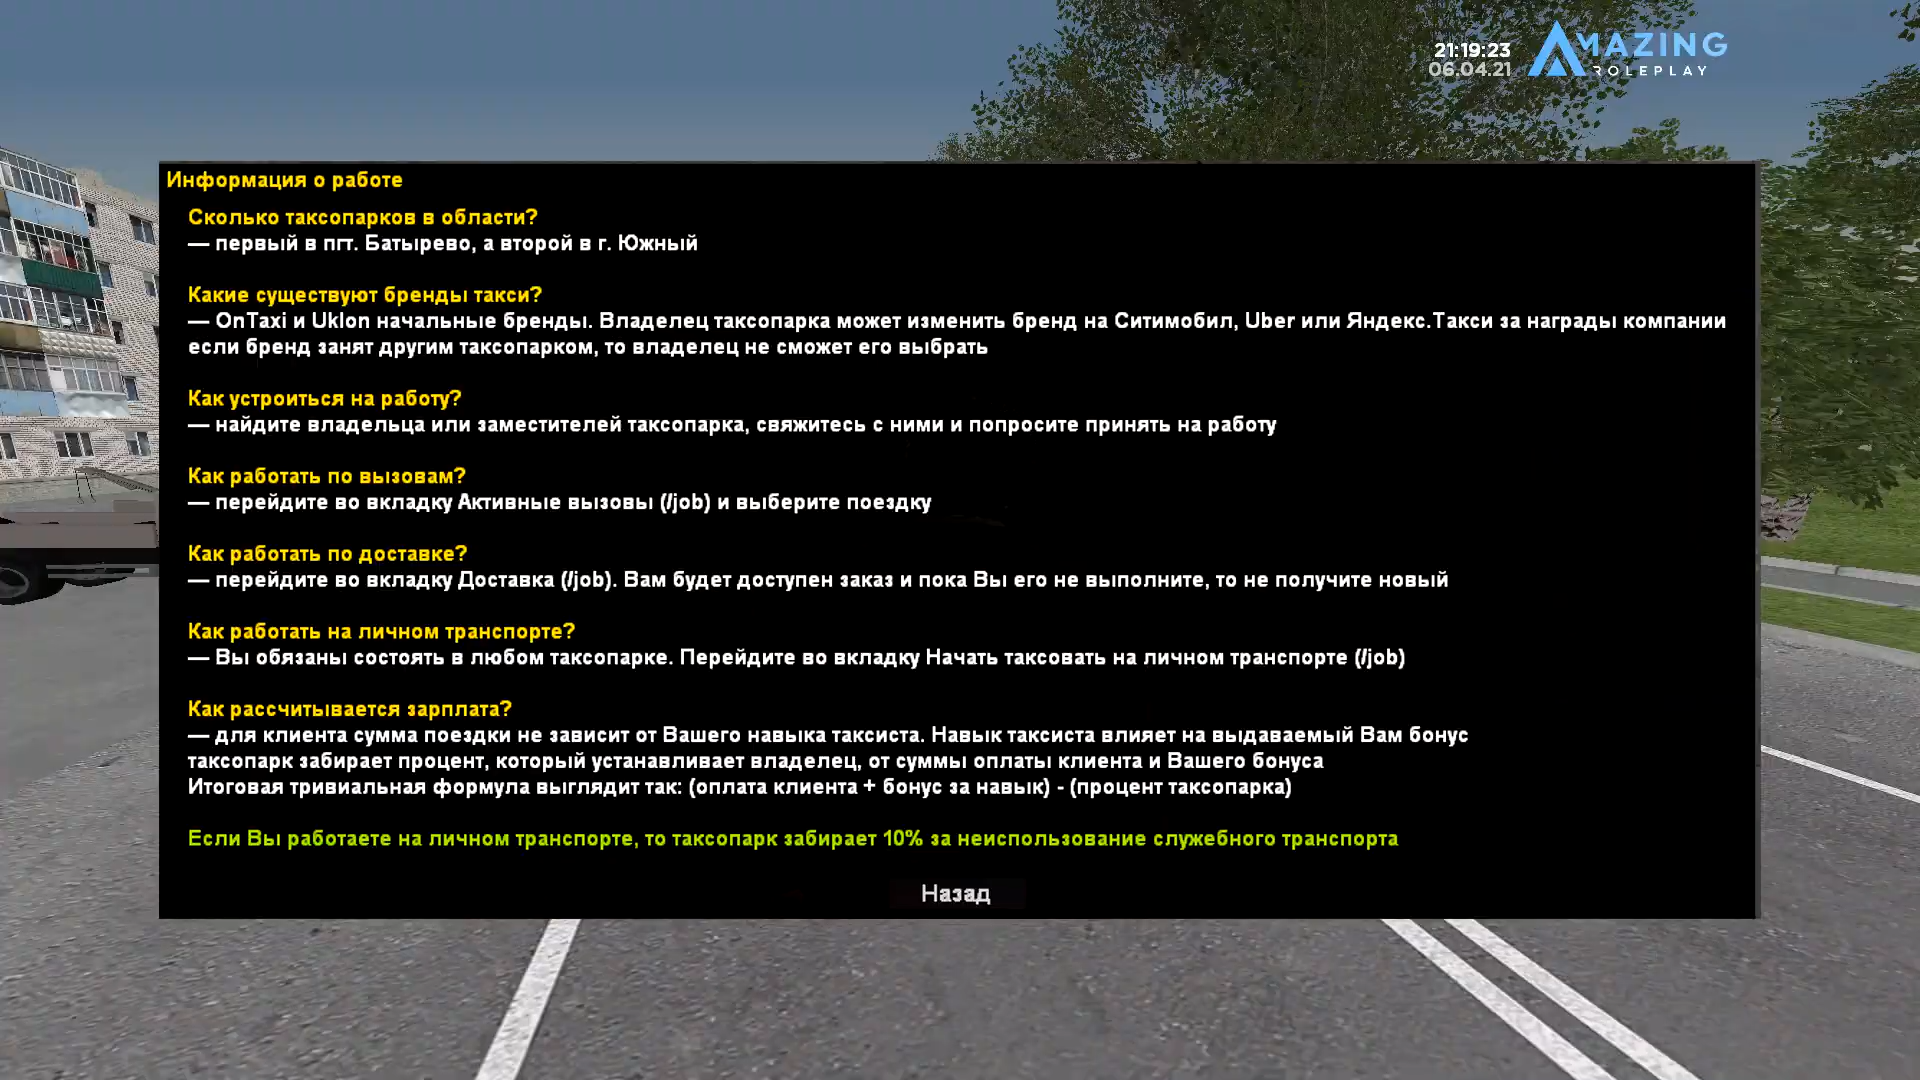 21:19:23
06.04.21
AMAZING
ROLEPLAY
Информация о работе
Сколько таксопарков в области?
— первый в пгт. Батырево, а второй в г. Южный
Какие существуют бренды такси?
— OnTaxi и Uklon начальные бренды. Владелец таксопарка может изменить бренд на Ситимобил, Uber или Яндекс.Такси за награды компании
если бренд занят другим таксопарком, то владелец не сможет его выбрать
Как устроиться на работу?
— найдите владельца или заместителей таксопарка, свяжитесь с ними и попросите принять на работу
Как работать по вызовам?
— перейдите во вкладку Активные вызовы (/job) и выберите поездку
Как работать по доставке?
— перейдите во вкладку Доставка (/job). Вам будет доступен заказ и пока Вы его не выполните, то не получите новый
Как работать на личном транспорте?
— Вы обязаны состоять в любом таксопарке. Перейдите во вкладку Начать таксовать на личном транспорте (/job)
Как рассчитывается зарплата?
— для клиента сумма поездки не зависит от Вашего навыка таксиста. Навык таксиста влияет на выдаваемый Вам бонус
таксопарк забирает процент, который устанавливает владелец, от суммы оплаты клиента и Вашего бонуса
Итоговая тривиальная формула выглядит так: (оплата клиента + бонус за навык) - (процент таксопарка)
Если Вы работаете на личном транспорте, то таксопарк забирает 10% за неиспользование служебного транспорта
Назад